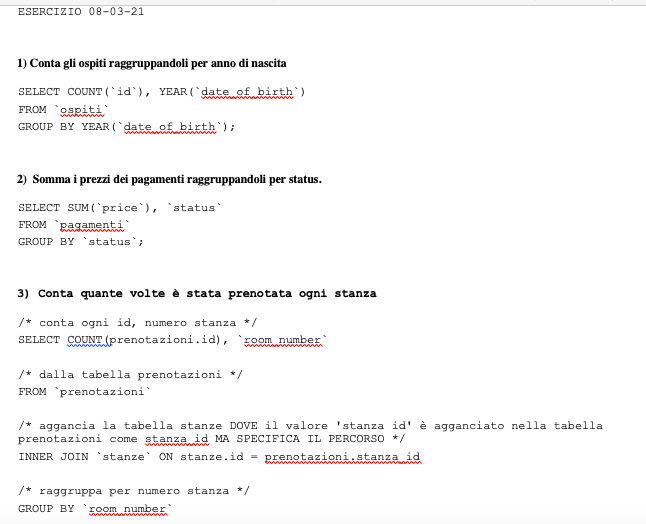 ESERCIZIO 08-03-21
1) Conta gli ospiti raggruppandoli per anno di nascita
SELECT COUNT(`id`), YEAR(`date_of_birth`)
FROM `ospiti`
GROUP BY YEAR(`date_of_birth`);
2) Somma i prezzi dei pagamenti raggruppandoli per status.
SELECT SUM(`price`), `status`
FROM `pagamenti`
GROUP BY `status`;
3) Conta quante volte è stata prenotata ogni stanza
/* conta ogni id, numero stanza */
SELECT COUNT(prenotazioni.id), `room_number`
/* dalla tabella prenotazioni */
FROM `prenotazioni`
/* aggancia la tabella stanze DOVE il valore 'stanza id' è agganciato nella tabella
prenotazioni come stanza_id MA SPECIFICA IL PERCORSO */
INNER JOIN `stanze` ON stanze.id = prenotazioni.stanza_id
/* raggruppa per numero stanza */
GROUP BY `room_number`